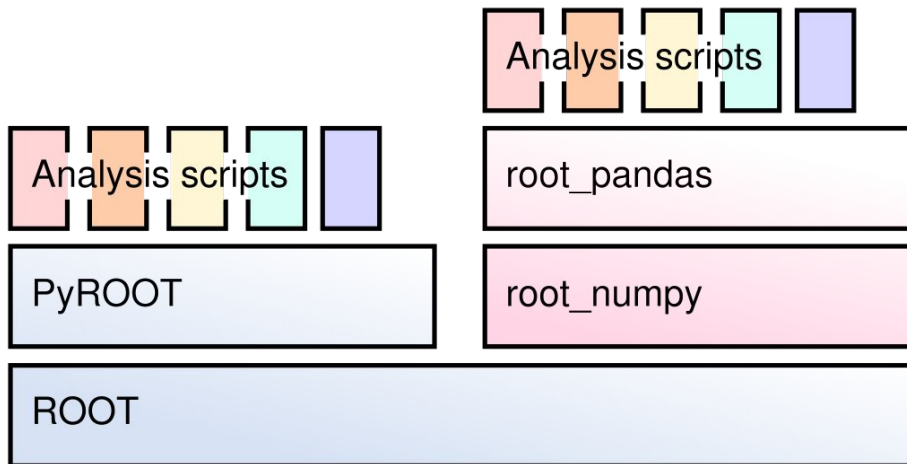 Analysis scripts
Analysis scripts
root_pandas
PyROOT
root_numpy
ROOT